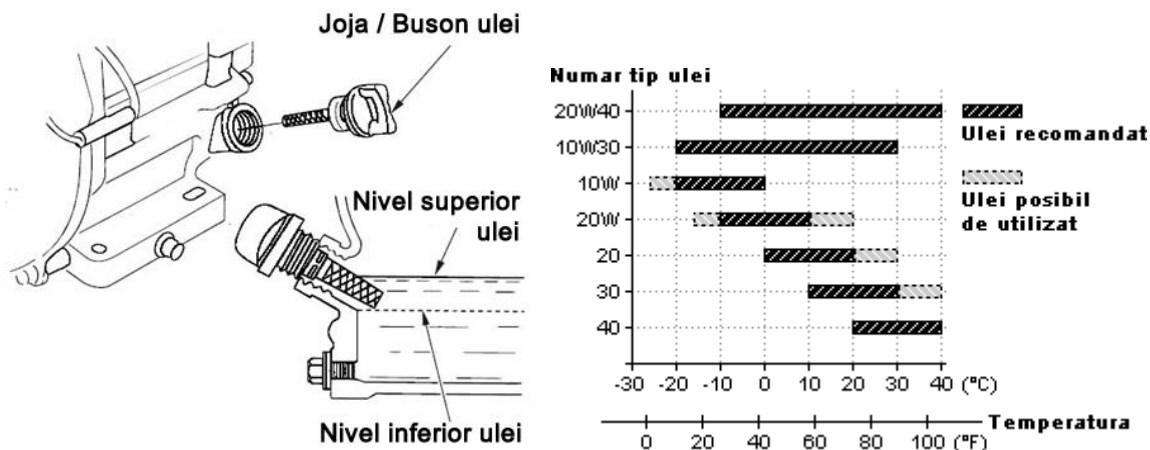 Joja / Buson ulei
Nivel superior
ulei
Nivel inferior ulei
Numar tip ulei
20W40
10W30
10W
20W
20
30
40
-30 -20 -10 0 10 20 30 40 (°C)
Temperatura
0 20 40 60 80 100 (°F)
Ulei recomandat
Ulei posibil
de utilizat